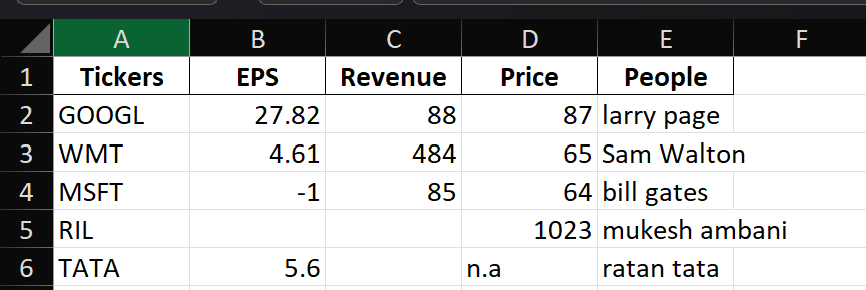 A B C D E F
1 Tickers EPS Revenue Price People
2 GOOGL 27.82 88 87 larry page
3 WMT 4.61 484 65 Sam Walton
4 MSFT -1 85 64 bill gates
5 RIL 1023 mukesh ambani
6 TATA 5.6 n.a ratan tata